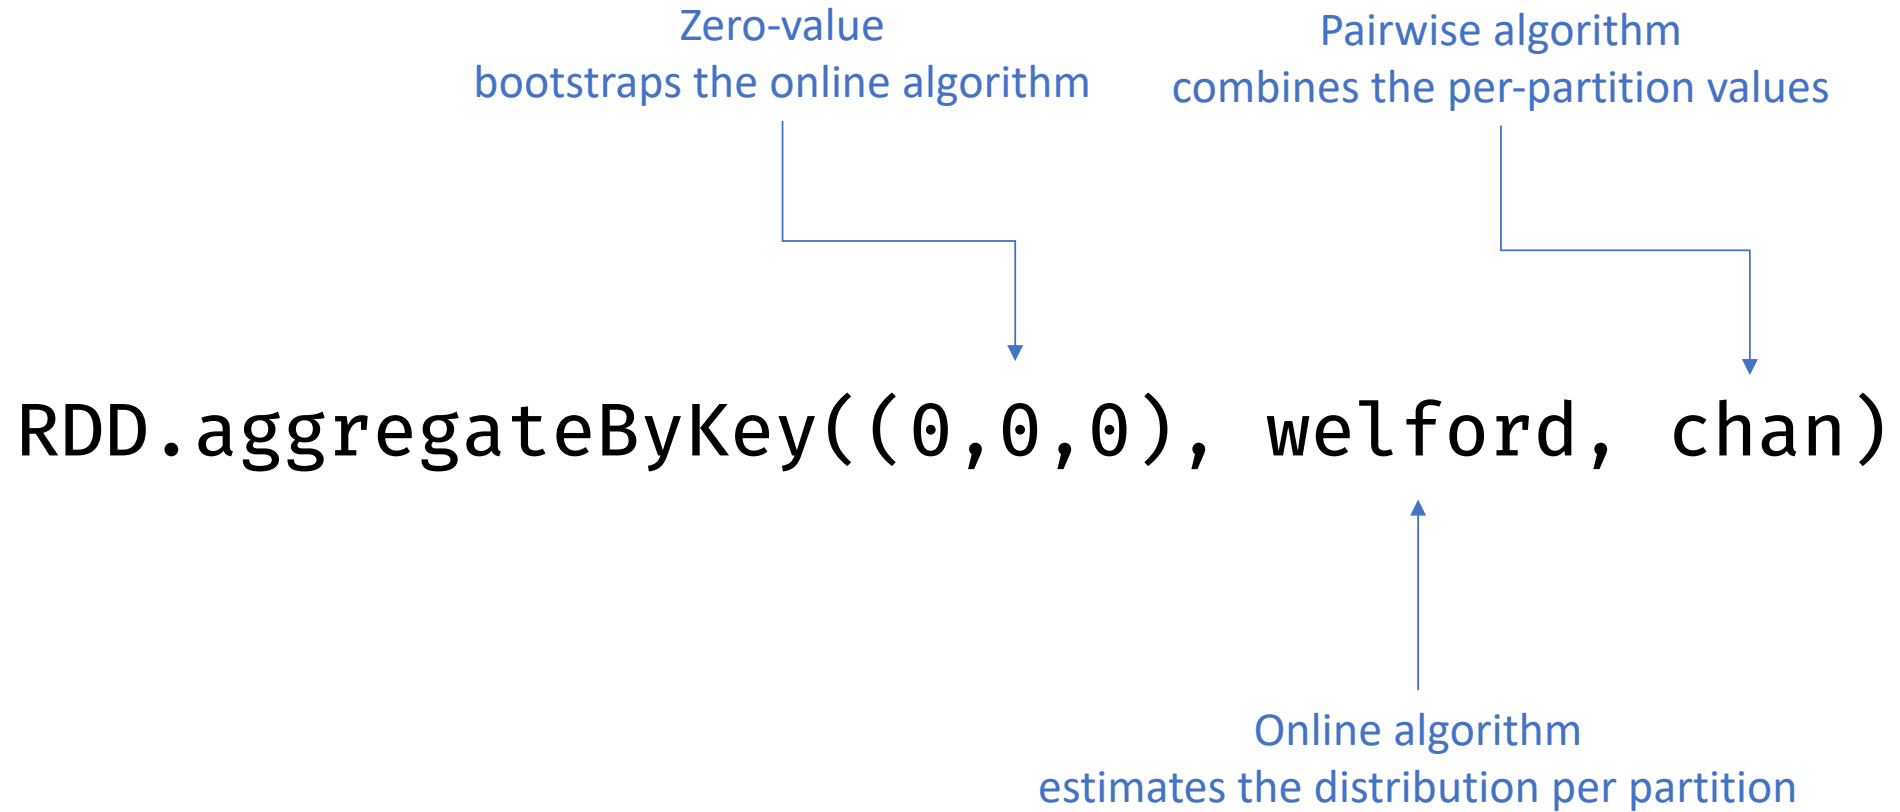 Zero-value
bootstraps the online algorithm
Pairwise algorithm
combines the per-partition values
RDD.aggregateByKey((0,0,0), welford, chan)
Online algorithm
estimates the distribution per partition